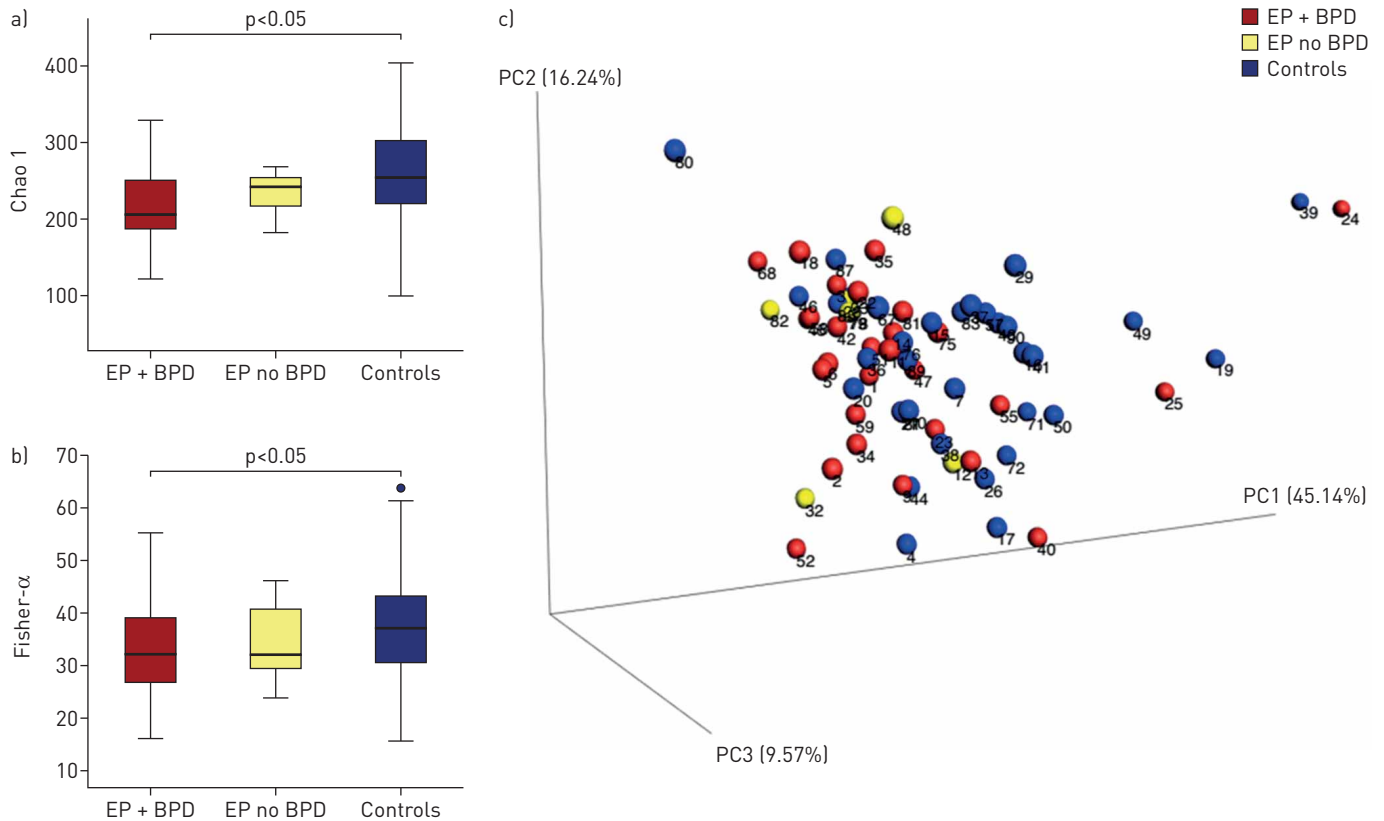 a)
p<0.05
400
300
200
100
Chao 1
EP + BPD
EP no BPD
Controls
b)
p<0.05
70
60
50
40
30
20
10
Fisher-α
EP + BPD
EP no BPD
Controls
c)
EP + BPD
EP no BPD
Controls
PC2 (16.24%)
PC1 (45.14%)
PC3 (9.57%)
80
39
24
48
18
35
68
87
29
46
82
67
81
83
49
42
75
19
5
1
47
7
25
20
59
55
71
50
34
23
38
72
2
12
13
26
44
32
17
40
52
4